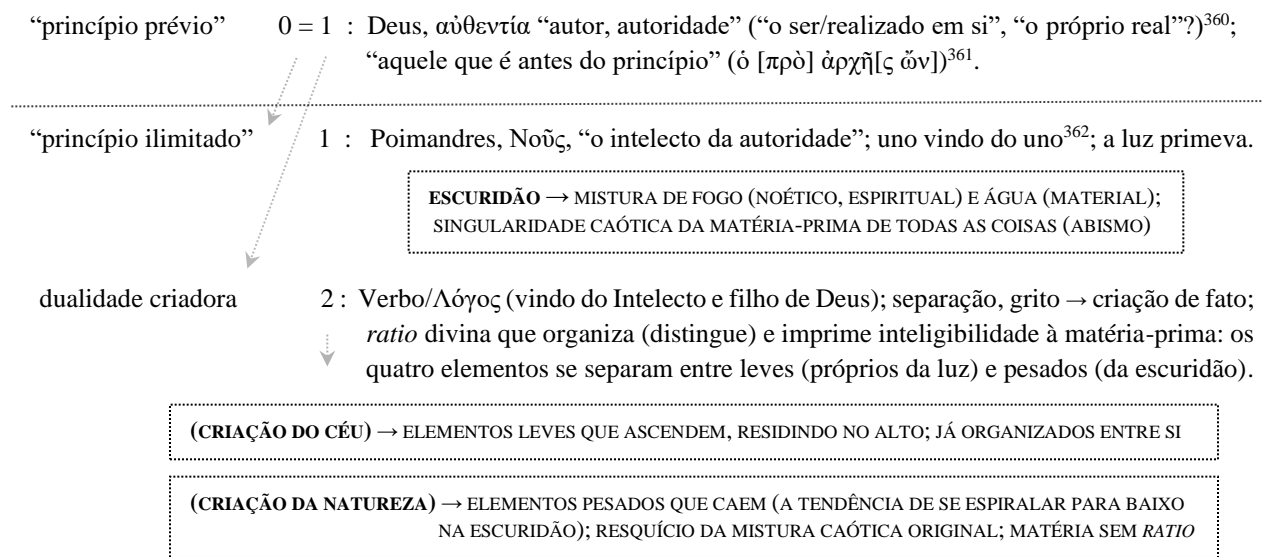 “princípio prévio” 0 = 1 : Deus, αὐθεντία “autor, autoridade” (“o ser/realizado em si”, “o próprio real”?)360;
“aquele que é antes do princípio” (ὁ [πρὸ] ἀρχῆ[ς ὤν])361.
“princípio ilimitado” 1 : Poimandres, Νοῦς, “o intelecto da autoridade”; uno vindo do uno362; a luz primeva.
ESCURIDÃO → MISTURA DE FOGO (NOÉTICO, ESPIRITUAL) E ÁGUA (MATERIAL);
SINGULARIDADE CAÓTICA DA MATÉRIA-PRIMA DE TODAS AS COISAS (ABISMO)
dualidade criadora 2 : Verbo/Λόγος (vindo do Intelecto e filho de Deus); separação, grito → criação de fato;
ratio divina que organiza (distingue) e imprime inteligibilidade à matéria-prima: os
quatro elementos se separam entre leves (próprios da luz) e pesados (da escuridão).
(CRIAÇÃO DO CÉU) → ELEMENTOS LEVES QUE ASCENDEM, RESIDINDO NO ALTO; JÁ ORGANIZADOS ENTRE SI
(CRIAÇÃO DA NATUREZA) → ELEMENTOS PESADOS QUE CAEM (A TENDÊNCIA DE SE ESPIRALAR PARA BAIXO
NA ESCURIDÃO); RESQUÍCIO DA MISTURA CAÓTICA ORIGINAL; MATÉRIA SEM RATIO